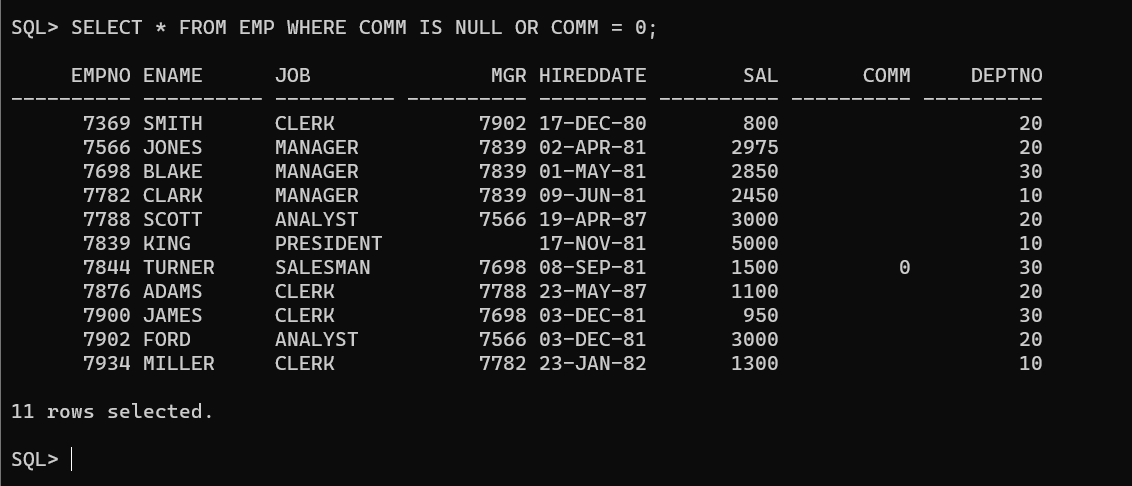 SQL> SELECT * FROM EMP WHERE COMM IS NULL OR COMM = 0;
     EMPNO ENAME      JOB               MGR HIREDDATE        SAL       COMM     DEPTNO
---------- ---------- ---------- ---------- --------- ---------- ---------- ----------
      7369 SMITH      CLERK            7902 17-DEC-80        800                    20
      7566 JONES      MANAGER          7839 02-APR-81       2975                    20
      7698 BLAKE      MANAGER          7839 01-MAY-81       2850                    30
      7782 CLARK      MANAGER          7839 09-JUN-81       2450                    10
      7788 SCOTT      ANALYST          7566 19-APR-87       3000                    20
      7839 KING       PRESIDENT             17-NOV-81       5000                    10
      7844 TURNER     SALESMAN         7698 08-SEP-81       1500          0         30
      7876 ADAMS      CLERK            7788 23-MAY-87       1100                    20
      7900 JAMES      CLERK            7698 03-DEC-81        950                    30
      7902 FORD       ANALYST          7566 03-DEC-81       3000                    20
      7934 MILLER     CLERK            7782 23-JAN-82       1300                    10
11 rows selected.
SQL>